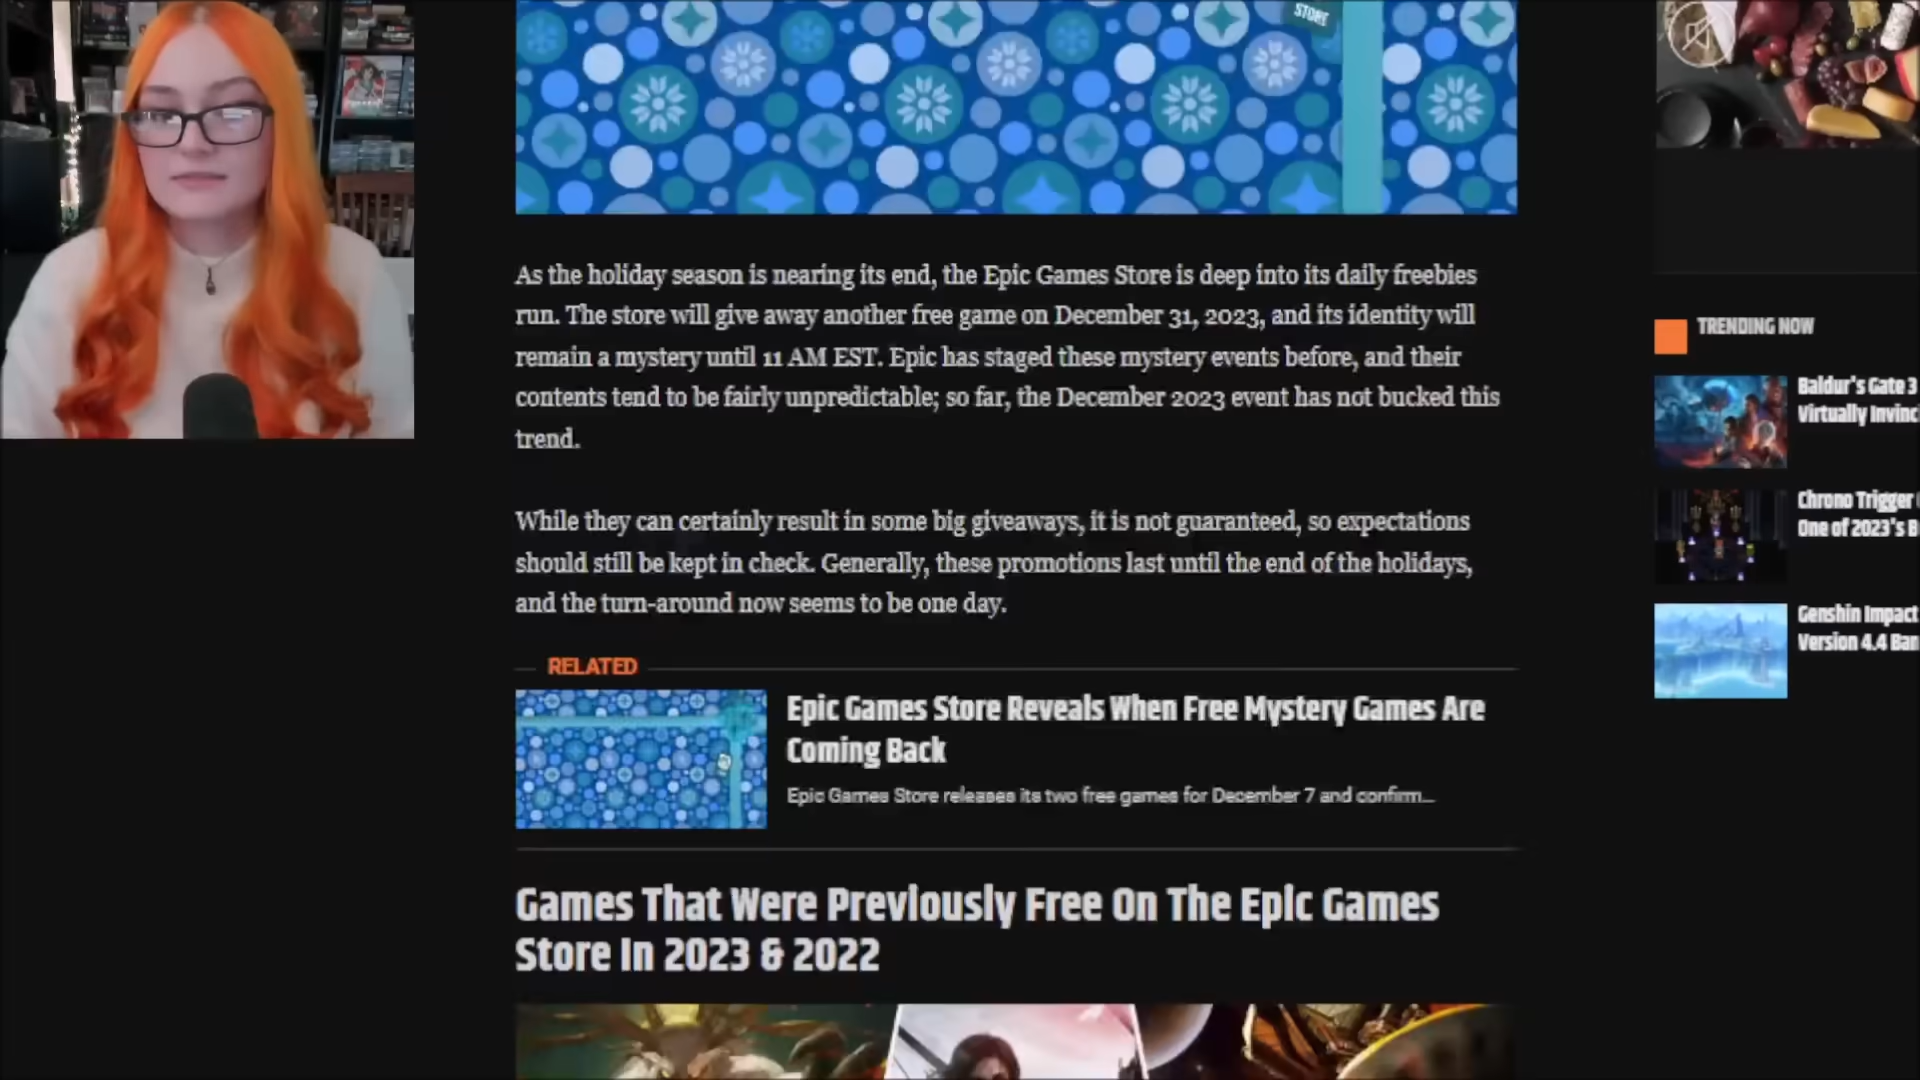 STORE
As the holiday season is nearing its end, the Epic Games Store is deep into its daily freebies
run. The store will give away another free game on December 31, 2023, and its identity will
remain a mystery until 11 AM EST. Epic has staged these mystery events before, and their
contents tend to be fairly unpredictable; so far, the December 2023 event has not bucked this
trend.
While they can certainly result in some big giveaways, it is not guaranteed, so expectations
should still be kept in check. Generally, these promotions last until the end of the holidays,
and the turn-around now seems to be one day.
RELATED
Epic Games Store Reveals When Free Mystery Games Are
Coming Back
Epic Games Store releases its two free games for December 7 and confirm...
Games That Were Previously Free On The Epic Games
Store In 2023 & 2022
TRENDING NOW
Baldur's Gate 3
Virtually Invinc
Chrono Trigger
One of 2023's B
Genshin Impact
Version 4.4 Ban